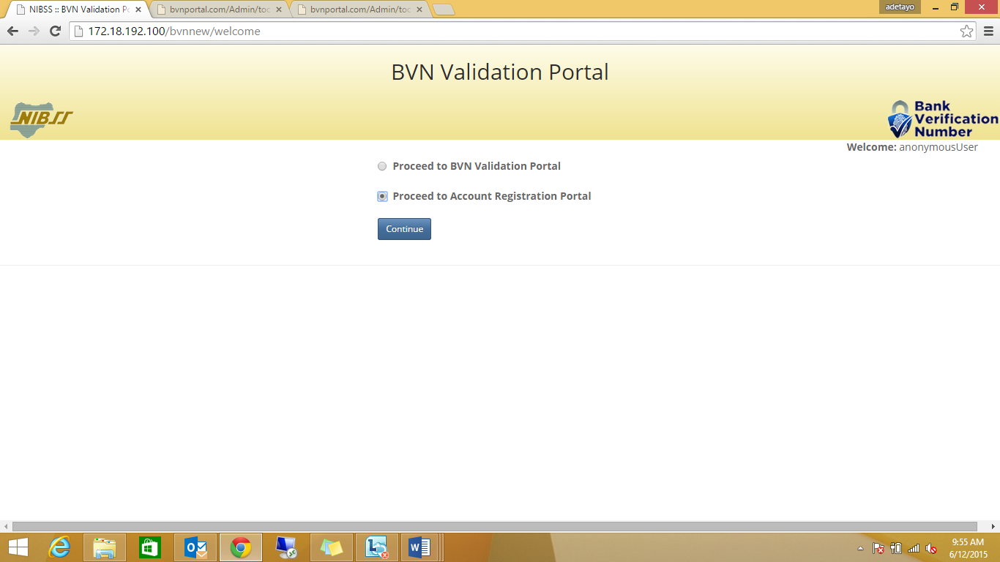 NIBSS :: BVN Validation Po
bvnportal.com/Admin/too
bvnportal.com/Admin/too
adetayo
172.18.192.100/bvnnew/welcome
BVN Validation Portal
NIBSS
Bank
Verification
Number
Welcome: anonymousUser
Proceed to BVN Validation Portal
Proceed to Account Registration Portal
Continue
9:55 AM
6/12/2015